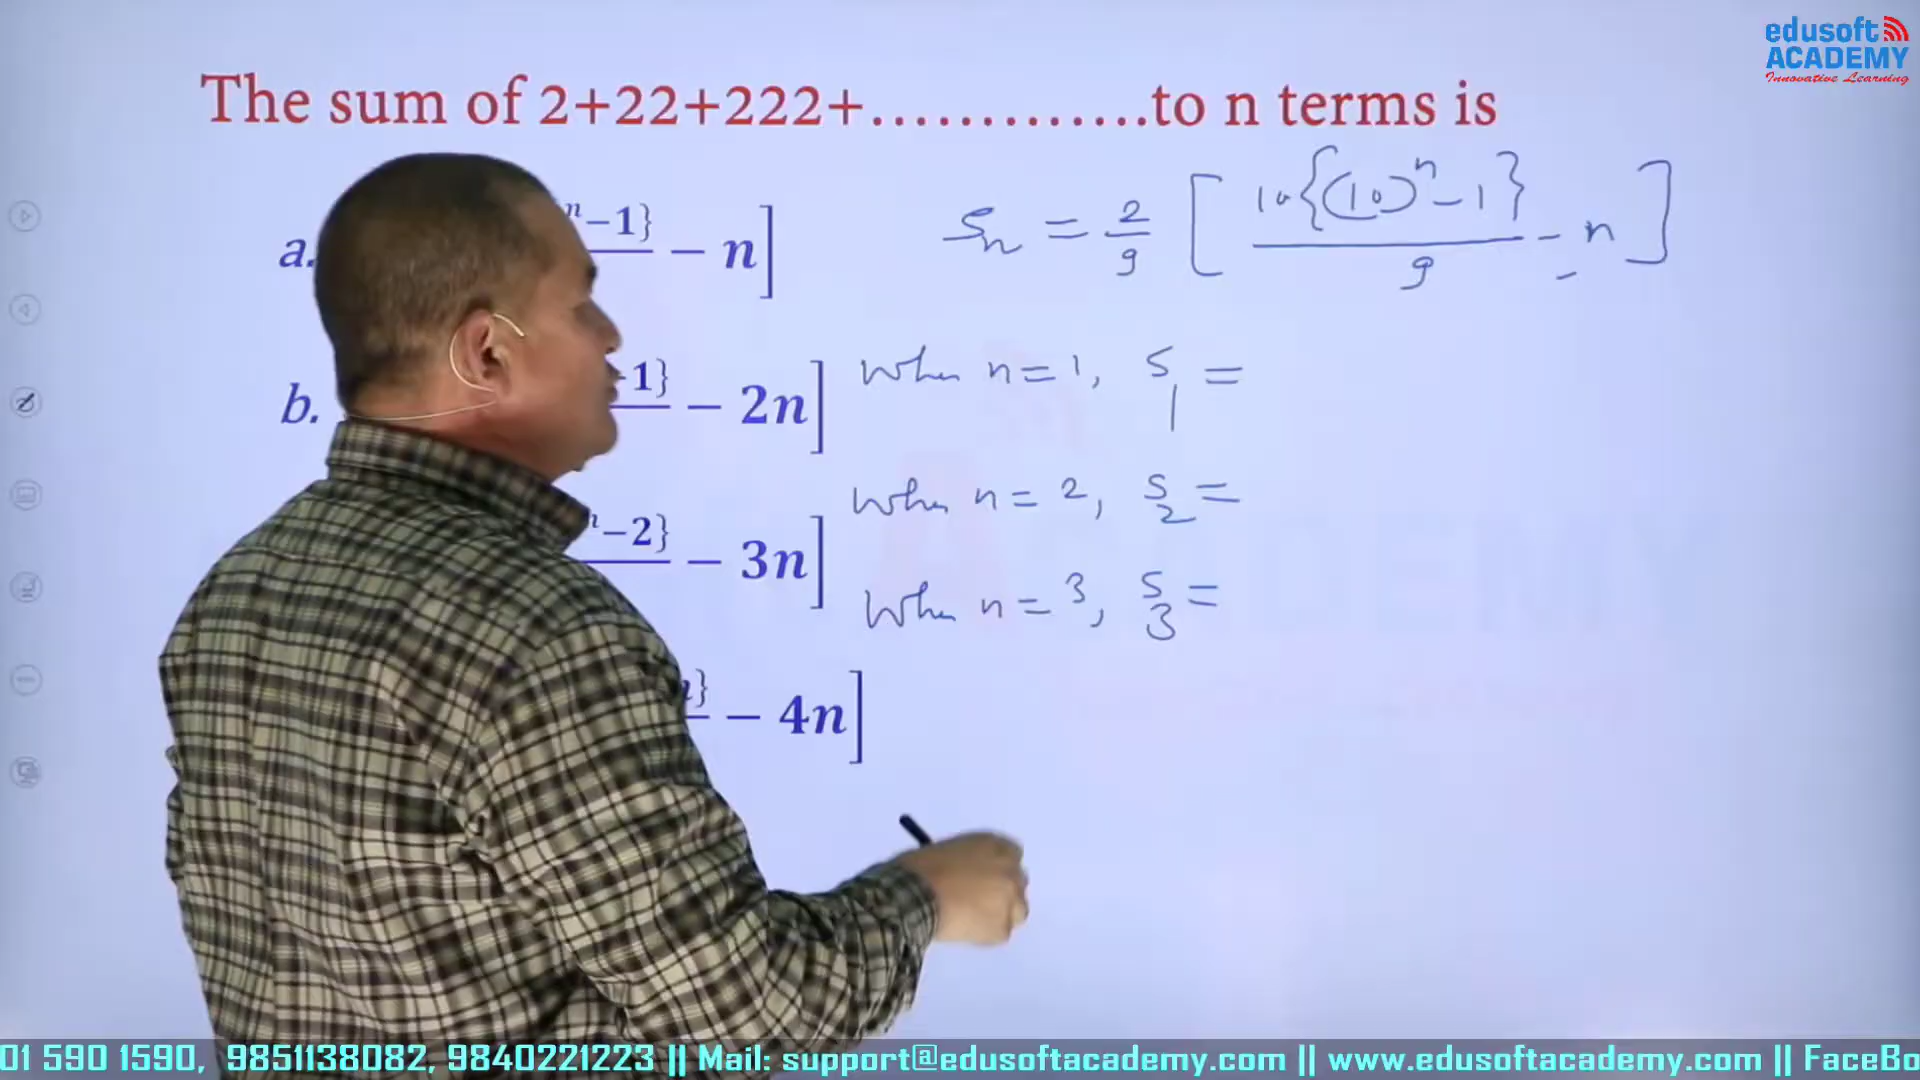 edusoft
ACADEMY
Innovative Learning
The sum of 2+22+222+.............to n terms is
a. n−1} − n]
Sn = 2/9 [ 10{(10)^n − 1} / 9 − n ]
b. 1} − 2n]
When n = 1, S1 =
When n = 2, S2 =
n−2} − 3n]
When n = 3, S3 =
} − 4n]
01 590 1590, 9851138082, 9840221223 || Mail: support@edusoftacademy.com || www.edusoftacademy.com || FaceBo